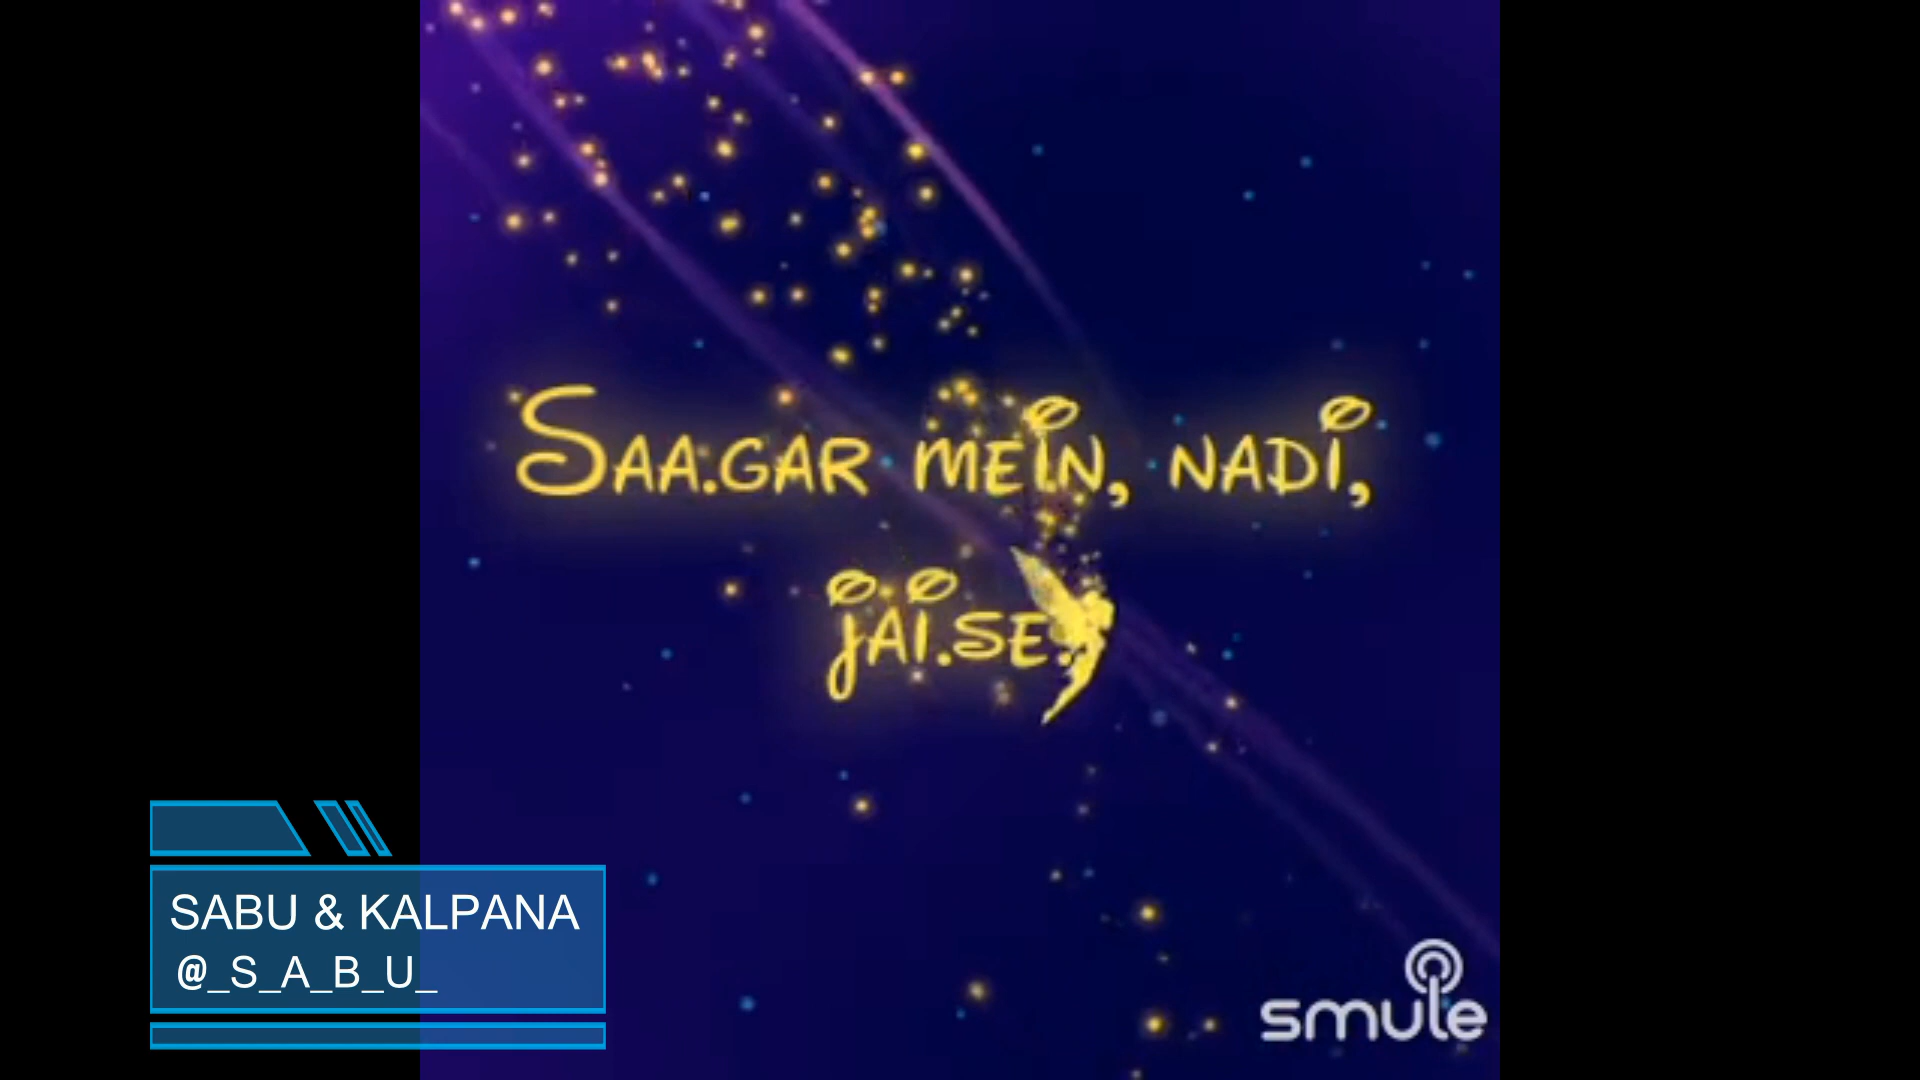 Saa.gar mein, nadi,
jai.se.
SABU & KALPANA
@_S_A_B_U_
smule